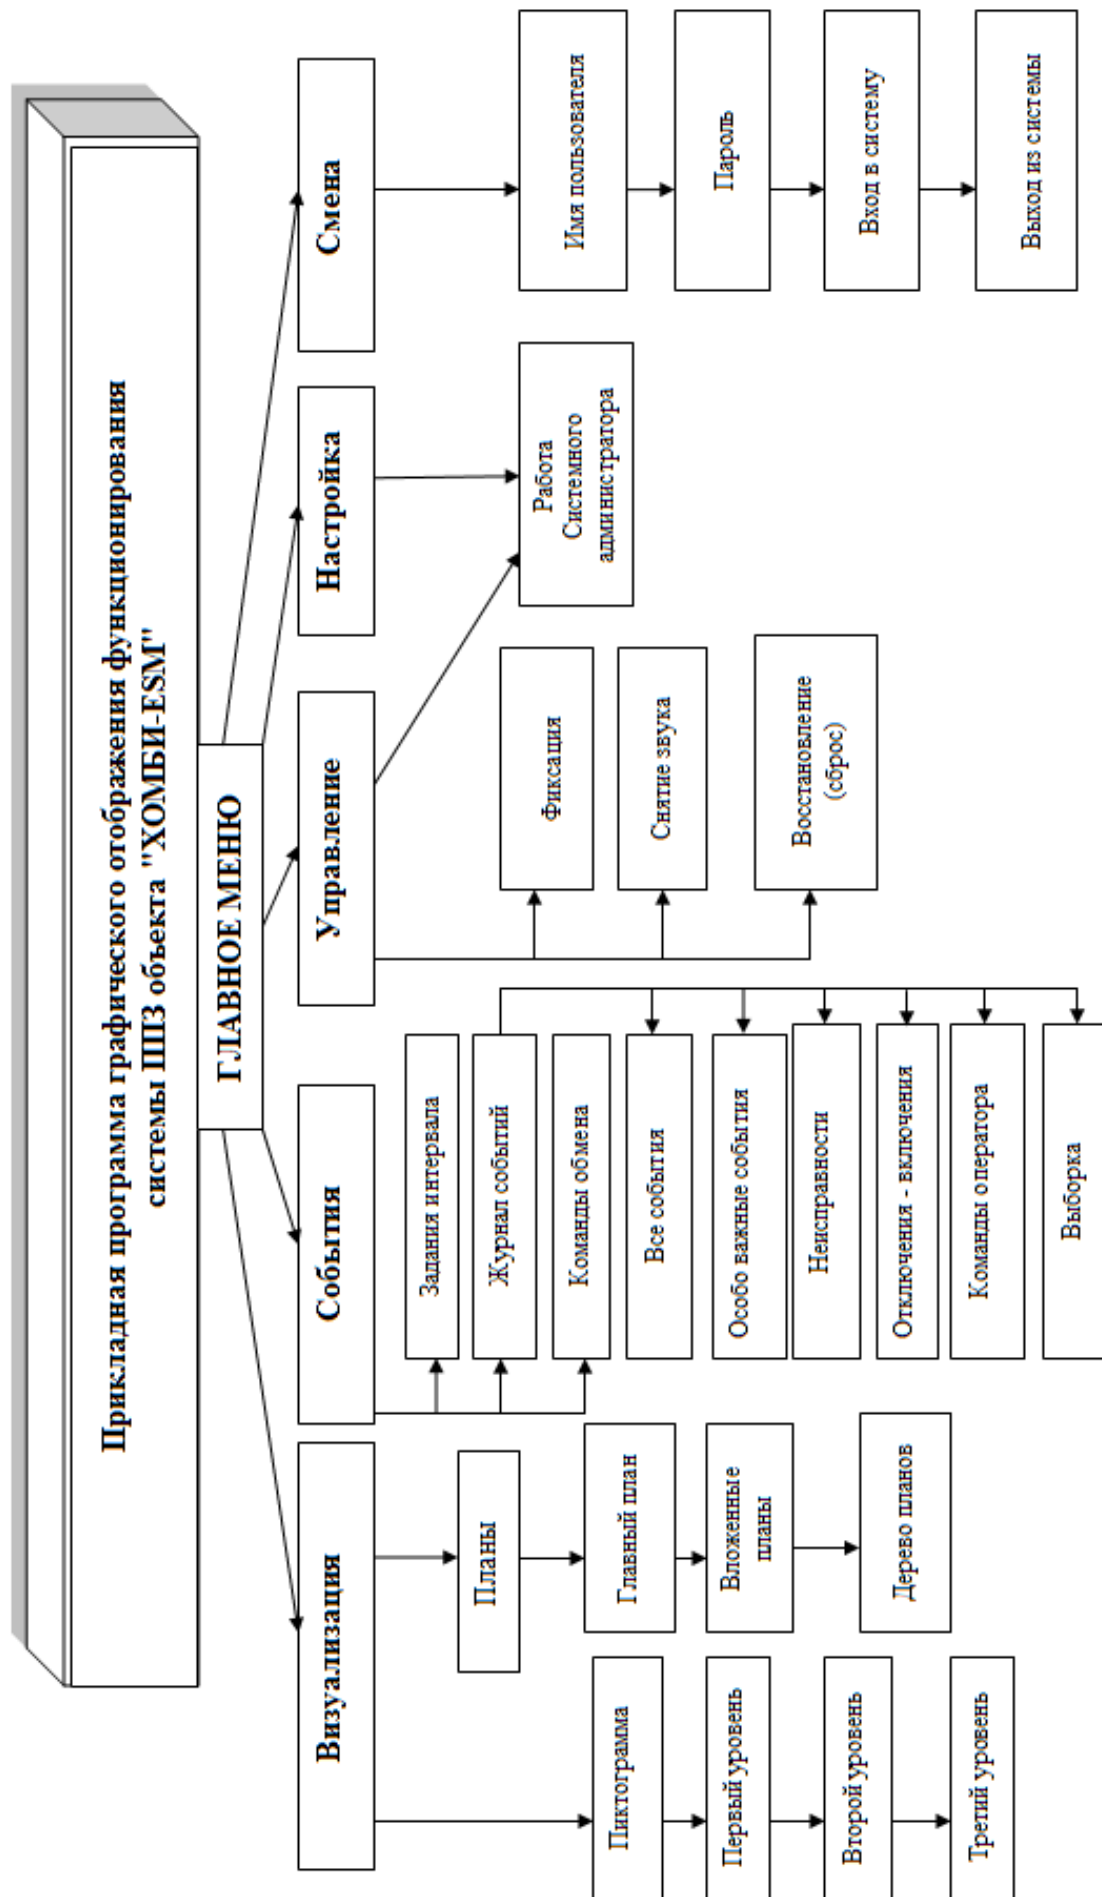 Прикладная программа графического отображения функционирования
системы ППЗ объекта "ХОМБИ-ESM"
ГЛАВНОЕ МЕНЮ
Визуализация
События
Управление
Настройка
Смена
Пиктограмма
Первый уровень
Второй уровень
Третий уровень
Планы
Главный план
Вложенные
планы
Дерево планов
Задания интервала
Журнал событий
Команды обмена
Все события
Особо важные события
Неисправности
Отключения - включения
Команды оператора
Выборка
Фиксация
Снятие звука
Восстановление
(сброс)
Работа
Системного
администратора
Имя пользователя
Пароль
Вход в систему
Выход из системы